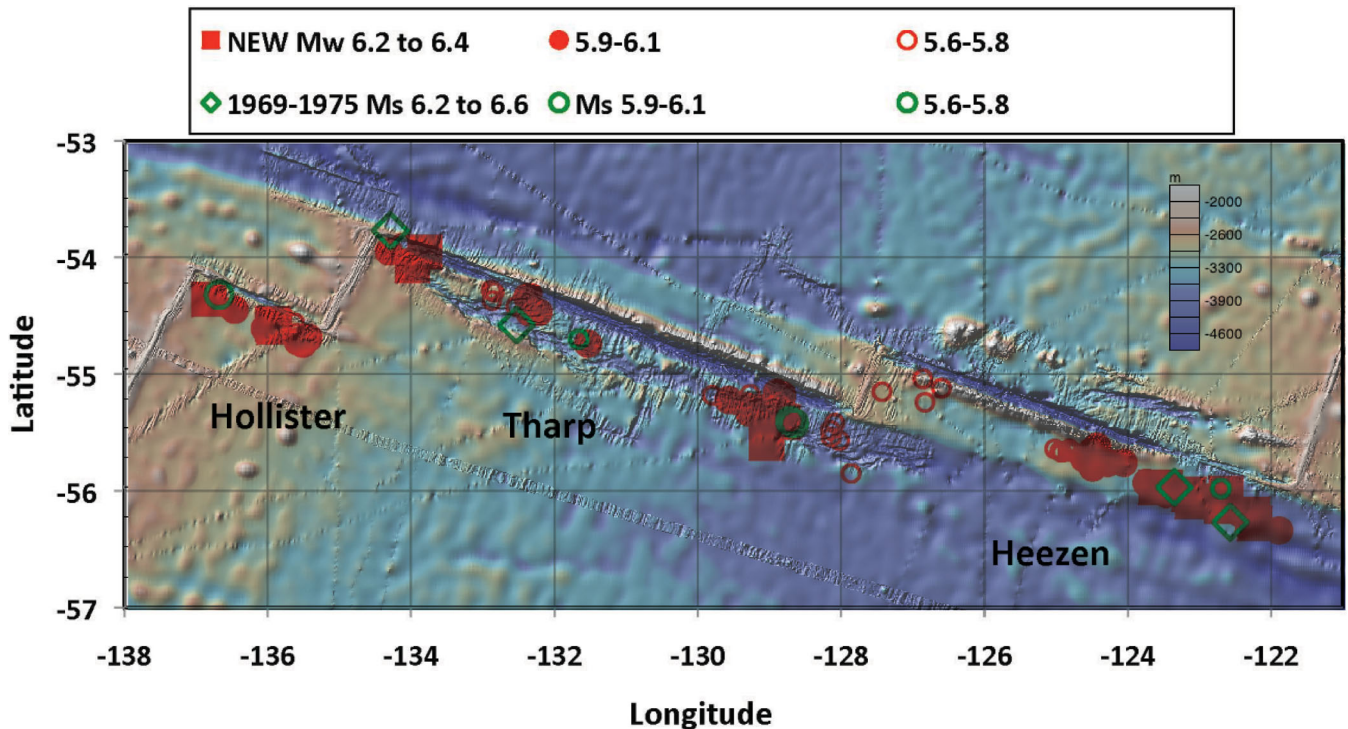 NEW Mw 6.2 to 6.4 5.9-6.1 5.6-5.8
1969-1975 Ms 6.2 to 6.6 Ms 5.9-6.1 5.6-5.8
-53
-54
-55
-56
-57
Latitude
m
-2000
-2600
-3300
-3900
-4600
Hollister
Tharp
Heezen
-138 -136 -134 -132 -130 -128 -126 -124 -122
Longitude